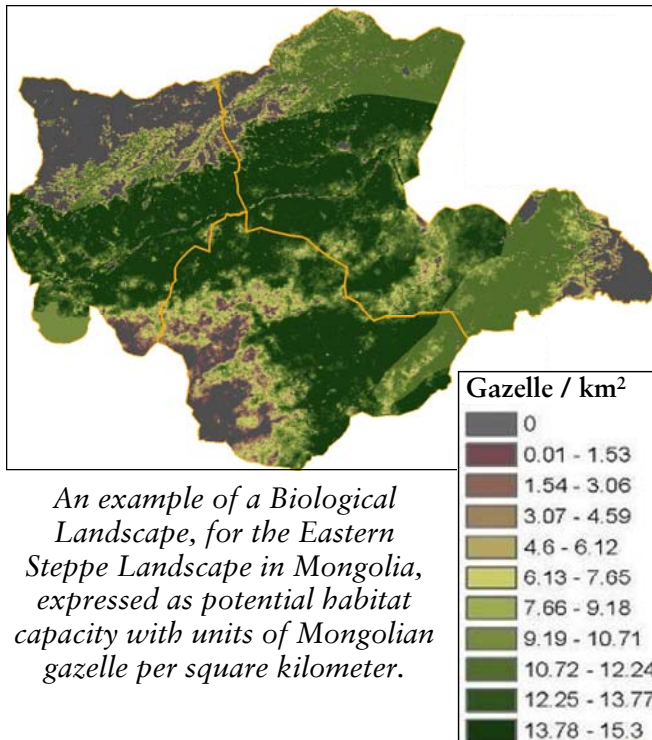 Gazelle / km²
0
0.01 - 1.53
1.54 - 3.06
3.07 - 4.59
4.6 - 6.12
6.13 - 7.65
7.66 - 9.18
9.19 - 10.71
10.72 - 12.24
12.25 - 13.77
13.78 - 15.3
An example of a Biological
Landscape, for the Eastern
Steppe Landscape in Mongolia,
expressed as potential habitat
capacity with units of Mongolian
gazelle per square kilometer.